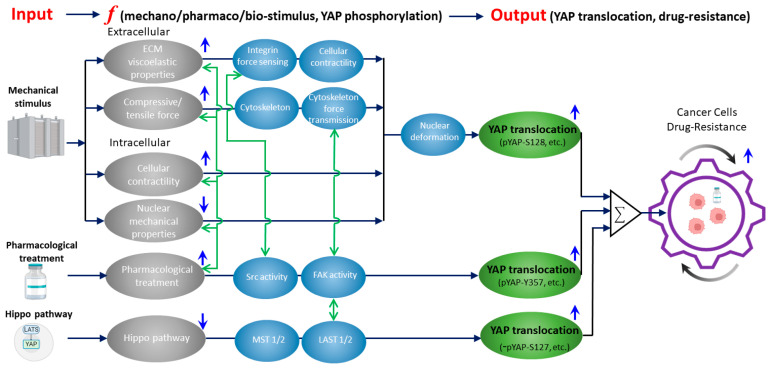 Input f (mechano/pharmaco/bio-stimulus, YAP phosphorylation) Output (YAP translocation, drug-resistance)
Extracellular
Mechanical
stimulus
ECM
viscoelastic
properties
Integrin
force sensing
Cellular
contractility
Compressive/
tensile force
Cytoskeleton
Cytoskeleton
force
transmission
Intracellular
Cellular
contractility
Nuclear
mechanical
properties
Nuclear
deformation
YAP translocation
(pYAP-S128, etc.)
Cancer Cells
Drug-Resistance
Σ
Pharmacological
treatment
Pharmacological
treatment
Src activity
FAK activity
YAP translocation
(pYAP-Y357, etc.)
Hippo pathway
LATS
YAP
Hippo pathway
MST 1/2
LAST 1/2
YAP translocation
(¬pYAP-S127, etc.)